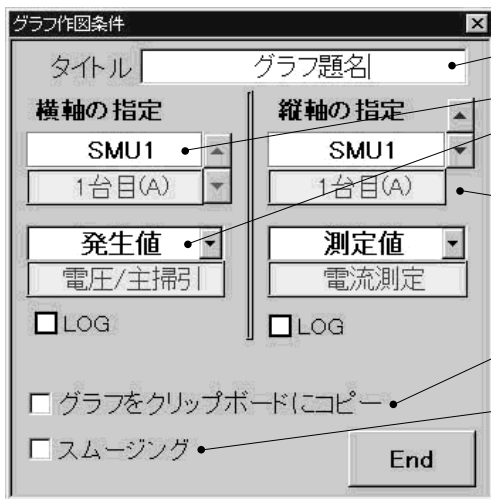 グラフ作図条件
タイトル グラフ題名
横軸の指定 縦軸の指定
SMU1 SMU1
1台目(A) 1台目(A)
発生値 測定値
電圧/主掃引 電流測定
LOG LOG
グラフをクリップボードにコピー
スムージング
End